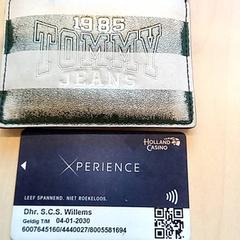 1985
TOMMY
JEANS
HOLLAND
CASINO
XPERIENCE
LEEF SPANNEND. NIET ROEKELOOS.
Dhr. S.C.S. Willems
Geldig T/M 04-01-2030
6007645160/4440027/8005581694